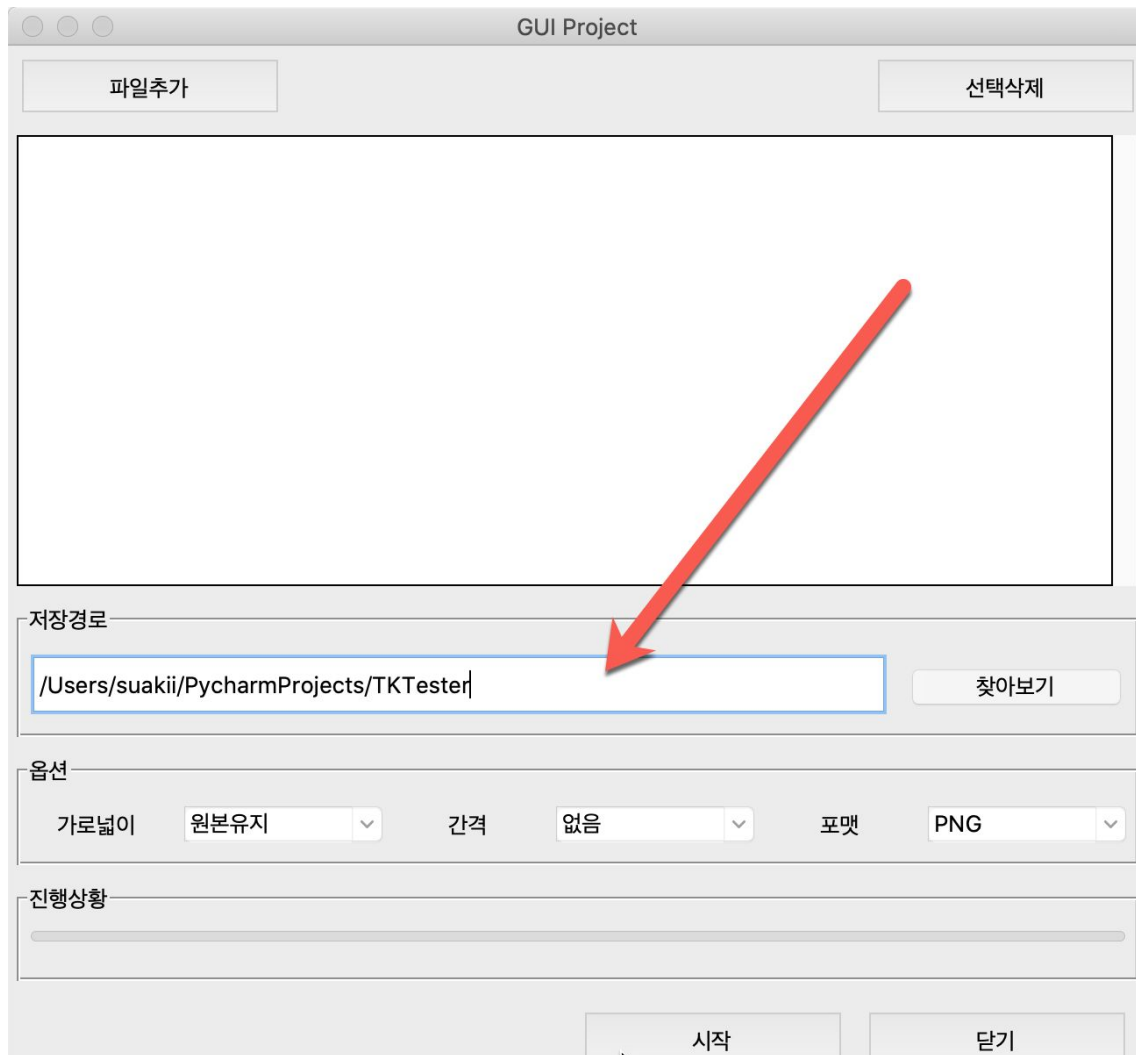 GUI Project
파일추가 선택삭제
저장경로
/Users/suakii/PycharmProjects/TKTester 찾아보기
옵션
가로넓이 원본유지 간격 없음 포맷 PNG
진행상황
시작 닫기